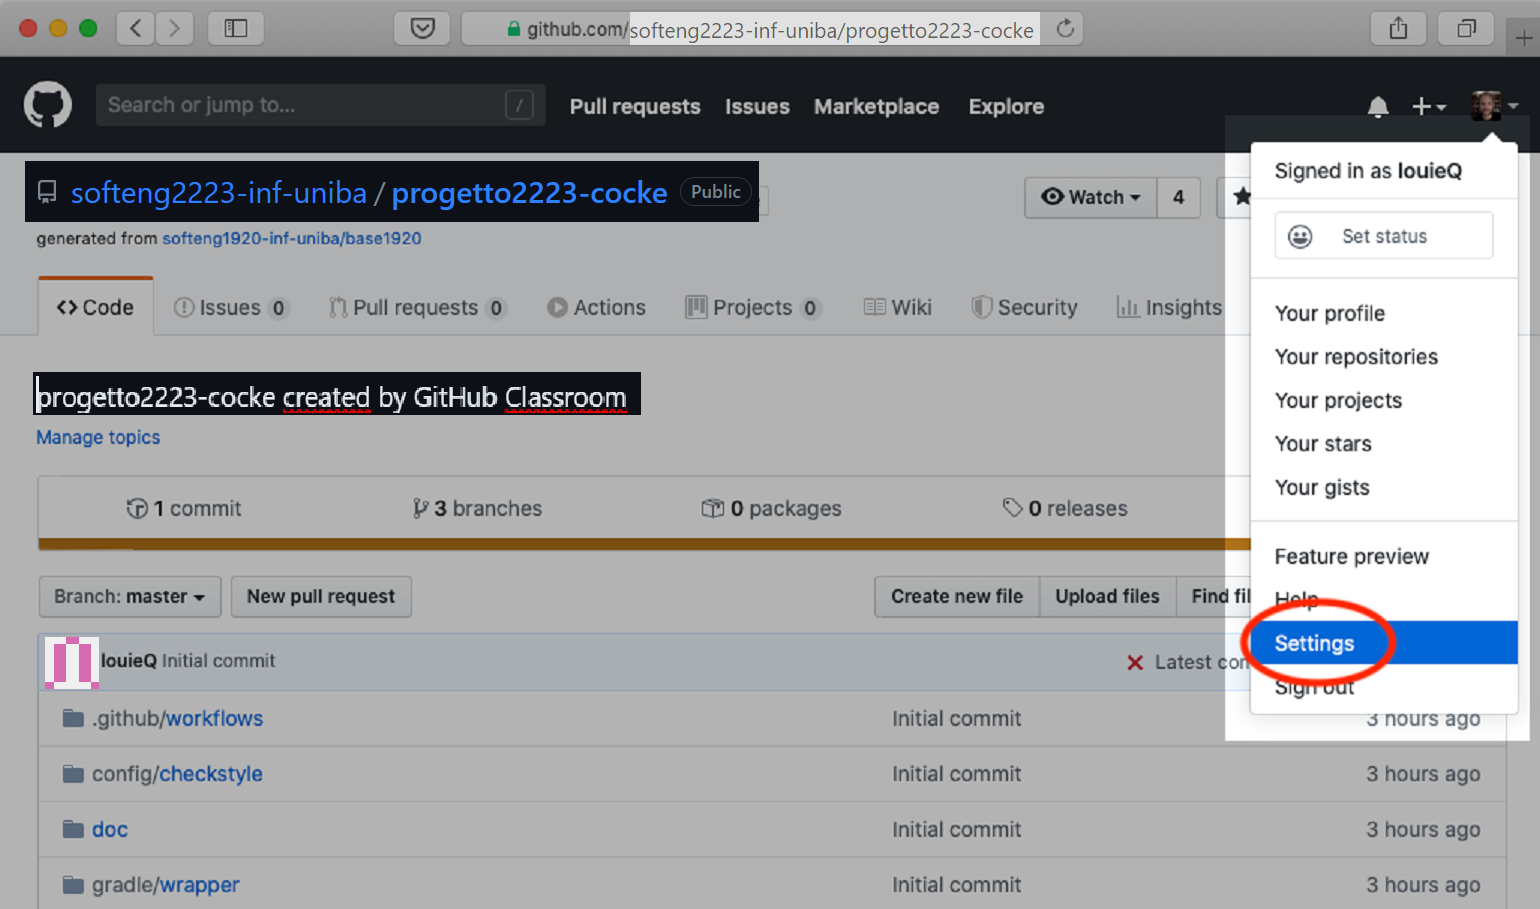 github.com/softeng2223-inf-uniba/progetto2223-cocke
Search or jump to... /
Pull requests Issues Marketplace Explore
softeng2223-inf-uniba / progetto2223-cocke Public
Watch 4
generated from softeng1920-inf-uniba/base1920
Code Issues 0 Pull requests 0 Actions Projects 0 Wiki Security Insights
progetto2223-cocke created by GitHub Classroom
Manage topics
1 commit 3 branches 0 packages 0 releases
Branch: master New pull request Create new file Upload files Find fil
louieQ Initial commit Latest com
.github/workflows Initial commit 3 hours ago
config/checkstyle Initial commit 3 hours ago
doc Initial commit 3 hours ago
gradle/wrapper Initial commit 3 hours ago
Signed in as louieQ
Set status
Your profile
Your repositories
Your projects
Your stars
Your gists
Feature preview
Help
Settings
Sign out